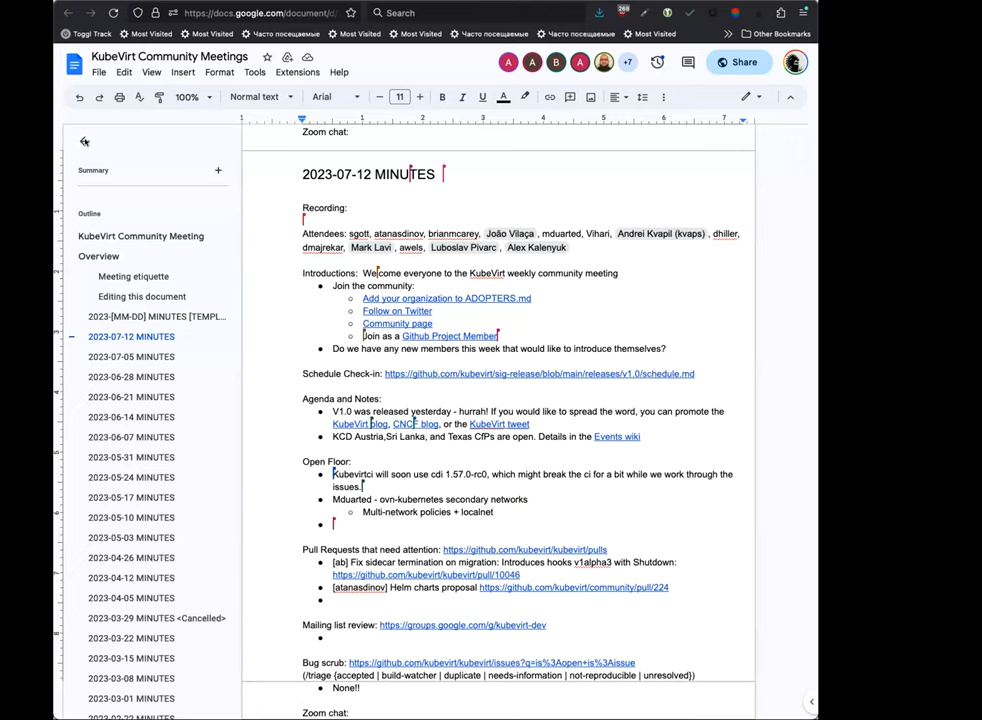 https://docs.google.com/document/d/
Search
268
Toggl Track
Most Visited
Most Visited
Часто посещаемые
Most Visited
Most Visited
Часто посещаемые
Часто посещаемые
Most Visited
Other Bookmarks
KubeVirt Community Meetings
File Edit View Insert Format Tools Extensions Help
A A B A +7
Share
100% Normal text Arial 11
B I U A
1 1 2 3 4 5 6 7
Zoom chat:
Summary
Outline
KubeVirt Community Meeting
Overview
Meeting etiquette
Editing this document
2023-[MM-DD] MINUTES [TEMPL...
2023-07-12 MINUTES
2023-07-05 MINUTES
2023-06-28 MINUTES
2023-06-21 MINUTES
2023-06-14 MINUTES
2023-06-07 MINUTES
2023-05-31 MINUTES
2023-05-24 MINUTES
2023-05-17 MINUTES
2023-05-10 MINUTES
2023-05-03 MINUTES
2023-04-26 MINUTES
2023-04-12 MINUTES
2023-04-05 MINUTES
2023-03-29 MINUTES <Cancelled>
2023-03-22 MINUTES
2023-03-15 MINUTES
2023-03-08 MINUTES
2023-03-01 MINUTES
2023-07-12 MINUTES
Recording:
Attendees: sgott, atanasdinov, brianmcarey, João Vilaça , mduarted, Vihari, Andrei Kvapil (kvaps) , dhiller,
dmajrekar, Mark Lavi , awels, Luboslav Pivarc , Alex Kalenyuk
Introductions: Welcome everyone to the KubeVirt weekly community meeting
Join the community:
Add your organization to ADOPTERS.md
Follow on Twitter
Community page
Join as a Github Project Member
Do we have any new members this week that would like to introduce themselves?
Schedule Check-in: https://github.com/kubevirt/sig-release/blob/main/releases/v1.0/schedule.md
Agenda and Notes:
V1.0 was released yesterday - hurrah! If you would like to spread the word, you can promote the
KubeVirt blog, CNCF blog, or the KubeVirt tweet
KCD Austria,Sri Lanka, and Texas CfPs are open. Details in the Events wiki
Open Floor:
Kubevirtci will soon use cdi 1.57.0-rc0, which might break the ci for a bit while we work through the
issues.
Mduarted - ovn-kubernetes secondary networks
Multi-network policies + localnet
Pull Requests that need attention: https://github.com/kubevirt/kubevirt/pulls
[ab] Fix sidecar termination on migration: Introduces hooks v1alpha3 with Shutdown:
https://github.com/kubevirt/kubevirt/pull/10046
[atanasdinov] Helm charts proposal https://github.com/kubevirt/community/pull/224
Mailing list review: https://groups.google.com/g/kubevirt-dev
Bug scrub: https://github.com/kubevirt/kubevirt/issues?q=is%3Aopen+is%3Aissue
(/triage {accepted | build-watcher | duplicate | needs-information | not-reproducible | unresolved})
None!!
Zoom chat: